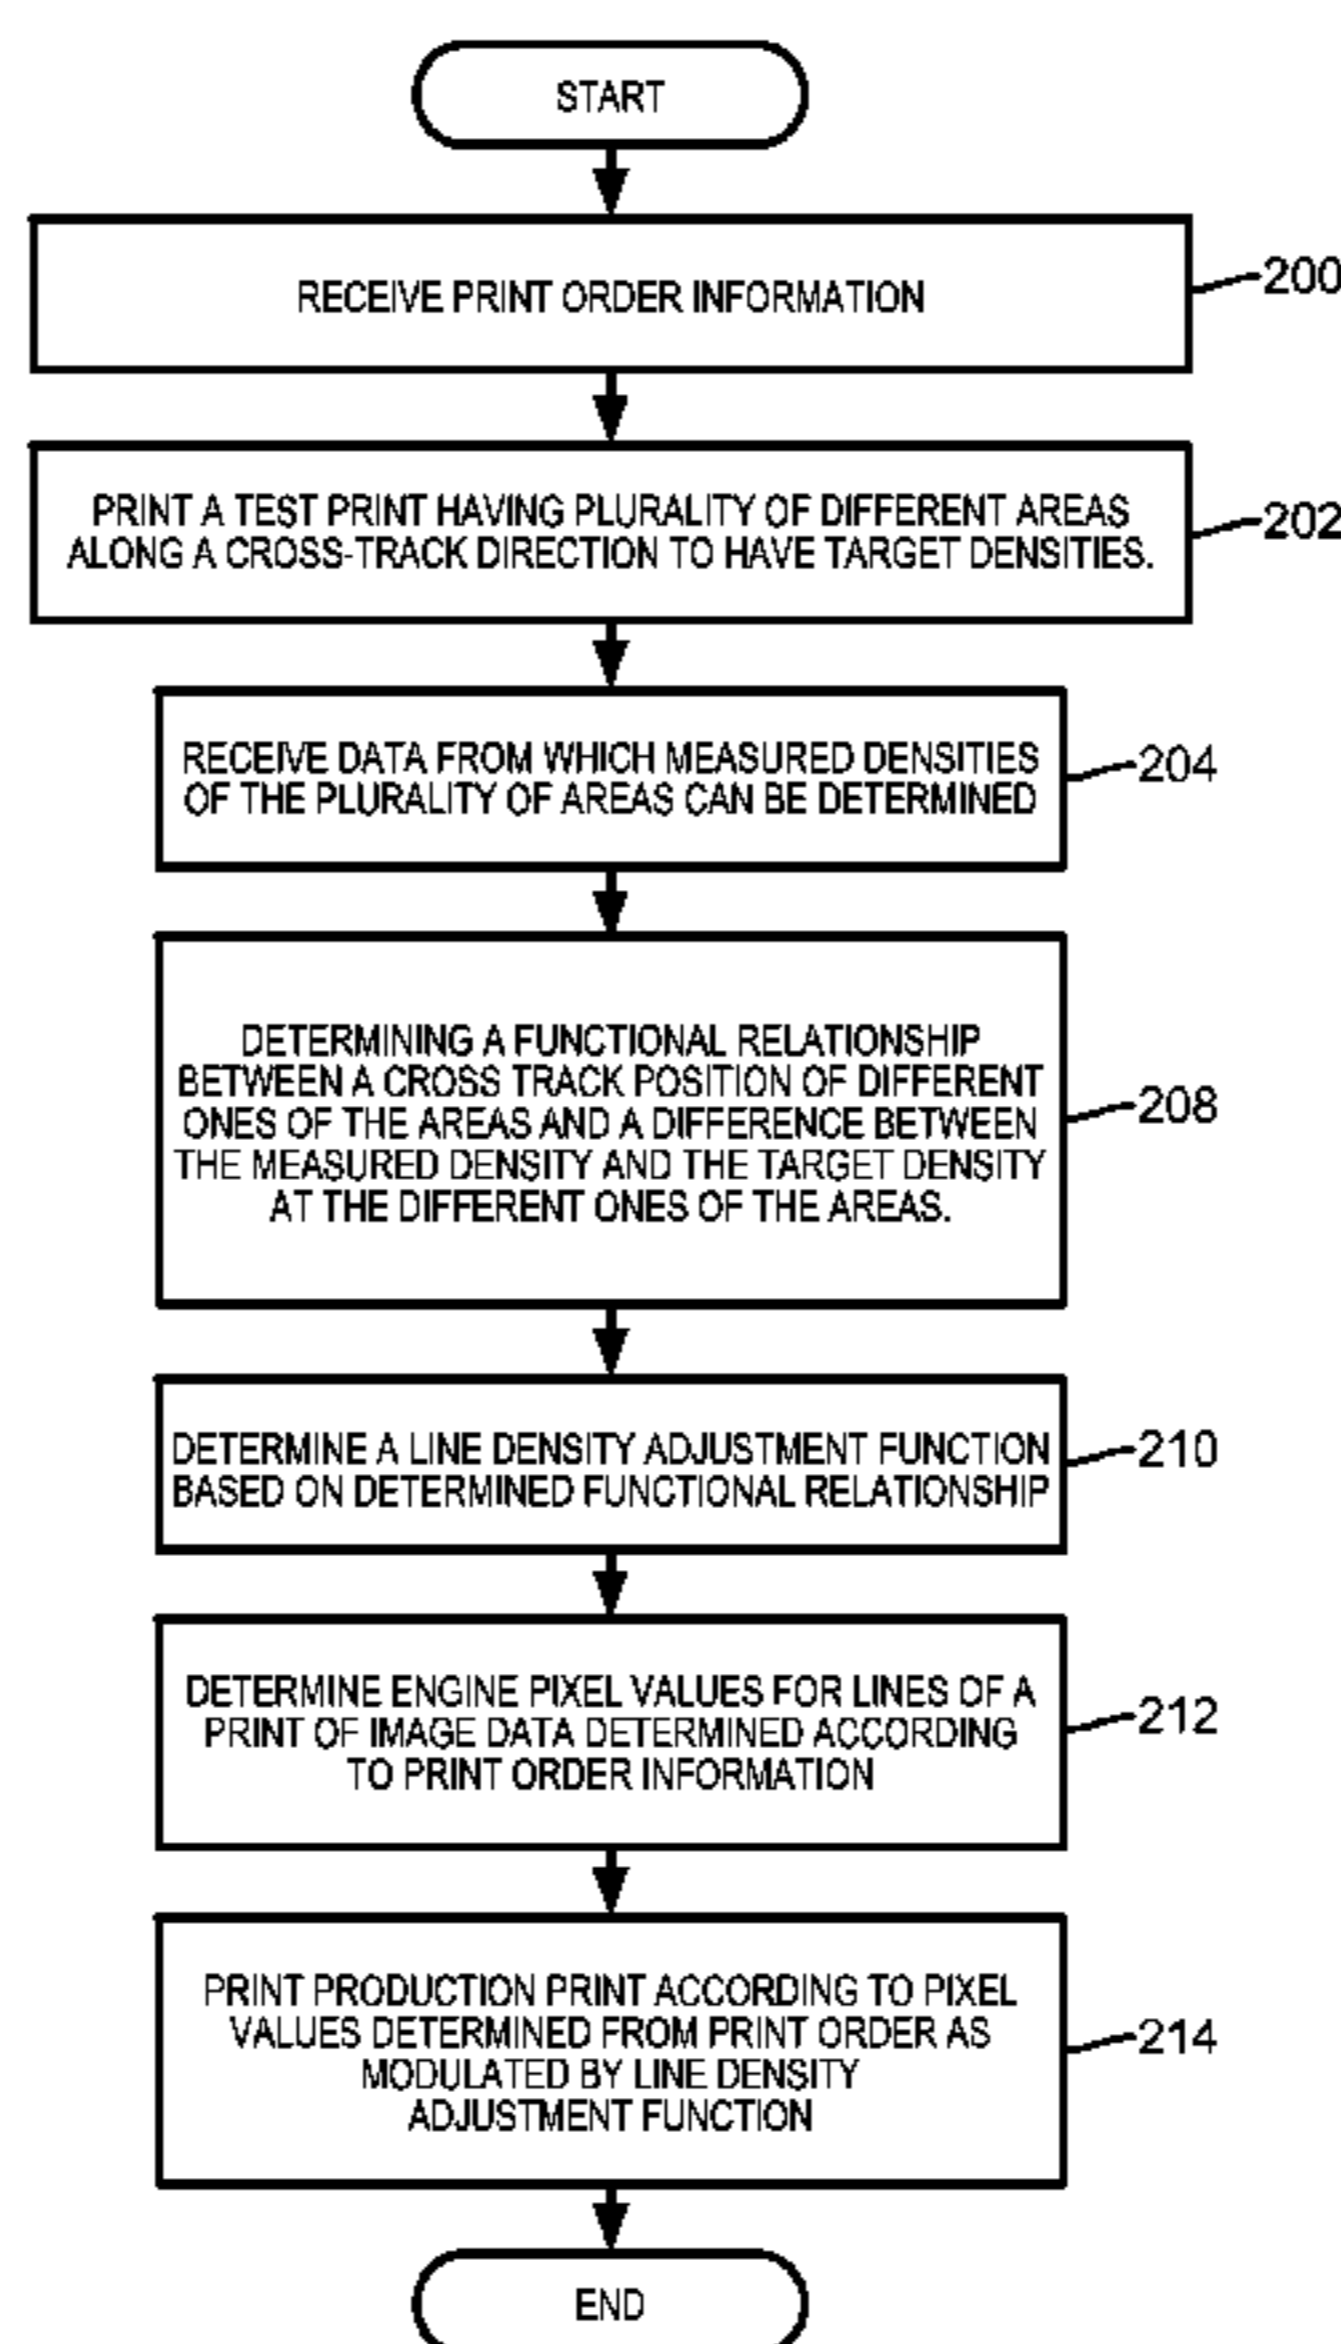 START
RECEIVE PRINT ORDER INFORMATION
200
PRINT A TEST PRINT HAVING PLURALITY OF DIFFERENT AREAS
ALONG A CROSS-TRACK DIRECTION TO HAVE TARGET DENSITIES.
202
RECEIVE DATA FROM WHICH MEASURED DENSITIES
OF THE PLURALITY OF AREAS CAN BE DETERMINED
204
DETERMINING A FUNCTIONAL RELATIONSHIP
BETWEEN A CROSS TRACK POSITION OF DIFFERENT
ONES OF THE AREAS AND A DIFFERENCE BETWEEN
THE MEASURED DENSITY AND THE TARGET DENSITY
AT THE DIFFERENT ONES OF THE AREAS.
208
DETERMINE A LINE DENSITY ADJUSTMENT FUNCTION
BASED ON DETERMINED FUNCTIONAL RELATIONSHIP
210
DETERMINE ENGINE PIXEL VALUES FOR LINES OF A
PRINT OF IMAGE DATA DETERMINED ACCORDING
TO PRINT ORDER INFORMATION
212
PRINT PRODUCTION PRINT ACCORDING TO PIXEL
VALUES DETERMINED FROM PRINT ORDER AS
MODULATED BY LINE DENSITY
ADJUSTMENT FUNCTION
214
END